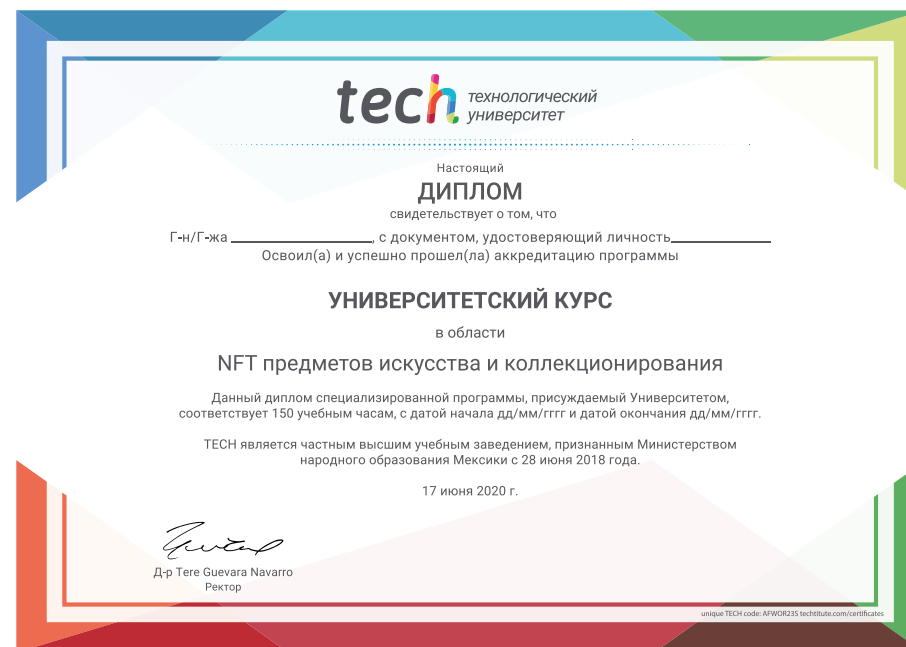 tech технологический
университет
Настоящий
ДИПЛОМ
свидетельствует о том, что
Г-н/Г-жа ____________________, с документом, удостоверяющий личность______________
Освоил(а) и успешно прошел(ла) аккредитацию программы
УНИВЕРСИТЕТСКИЙ КУРС
в области
NFT предметов искусства и коллекционирования
Данный диплом специализированной программы, присуждаемый Университетом,
соответствует 150 учебным часам, с датой начала дд/мм/гггг и датой окончания дд/мм/гггг.
TECH является частным высшим учебным заведением, признанным Министерством
народного образования Мексики с 28 июня 2018 года.
17 июня 2020 г.
Д-р Tere Guevara Navarro
Ректор
unique TECH code: AFWOR23S techtitute.com/certificates